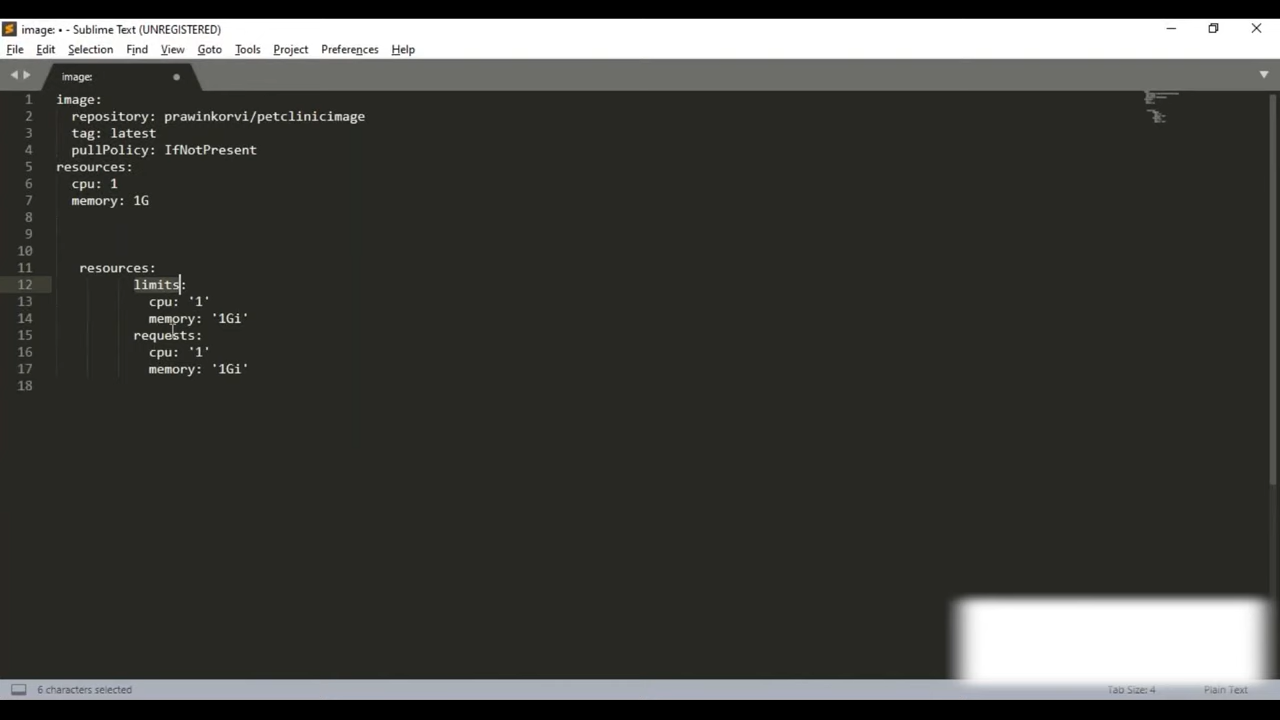 image: • - Sublime Text (UNREGISTERED)
File Edit Selection Find View Goto Tools Project Preferences Help
image:
1 image:
2 repository: prawinkorvi/petclinicimage
3 tag: latest
4 pullPolicy: IfNotPresent
5 resources:
6 cpu: 1
7 memory: 1G
8
9
10
11 resources:
12 limits:
13 cpu: '1'
14 memory: '1Gi'
15 requests:
16 cpu: '1'
17 memory: '1Gi'
18
6 characters selected Tab Size: 4 Plain Text